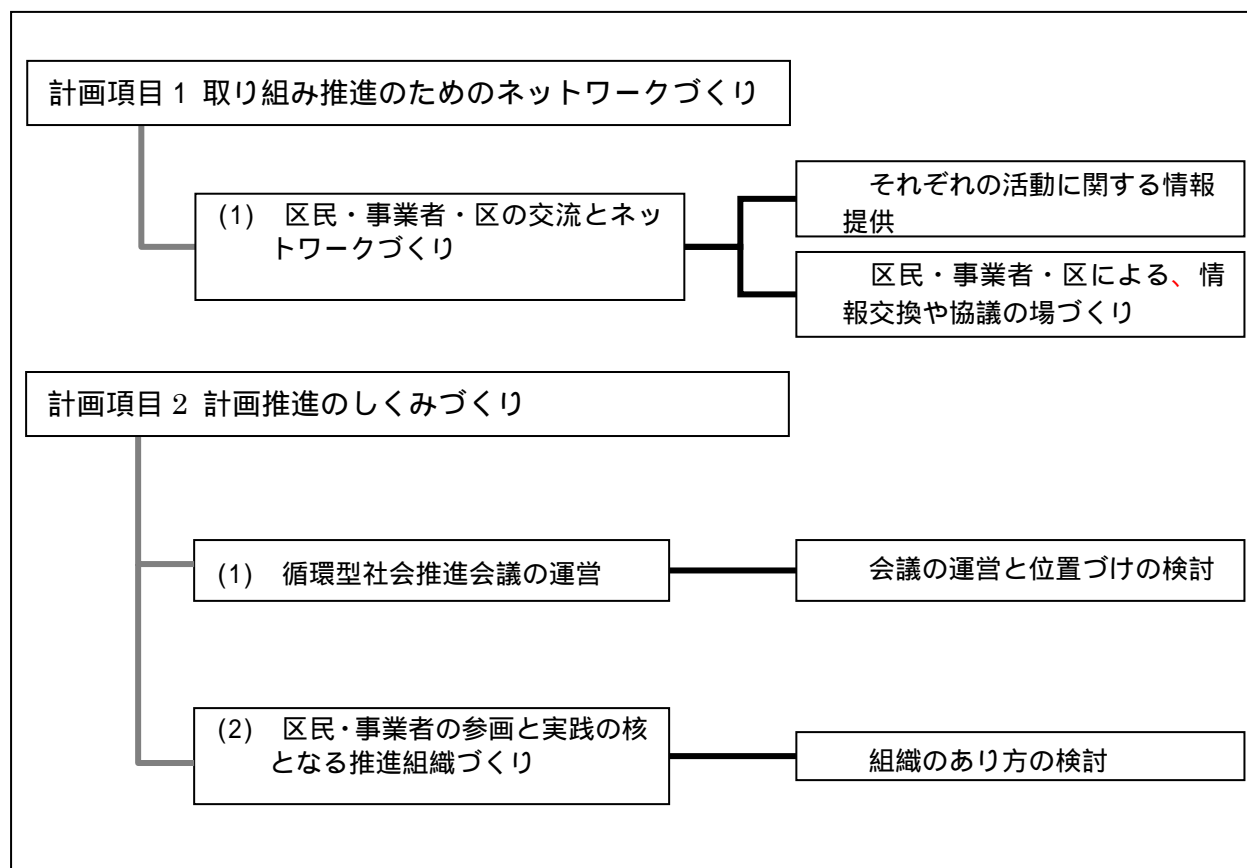 計画項目1 取り組み推進のためのネットワークづくり
(1) 区民・事業者・区の交流とネッ
トワークづくり
それぞれの活動に関する情報
提供
区民・事業者・区による、情
報交換や協議の場づくり
計画項目2 計画推進のしくみづくり
(1) 循環型社会推進会議の運営
会議の運営と位置づけの検討
(2) 区民・事業者の参画と実践の核
となる推進組織づくり
組織のあり方の検討